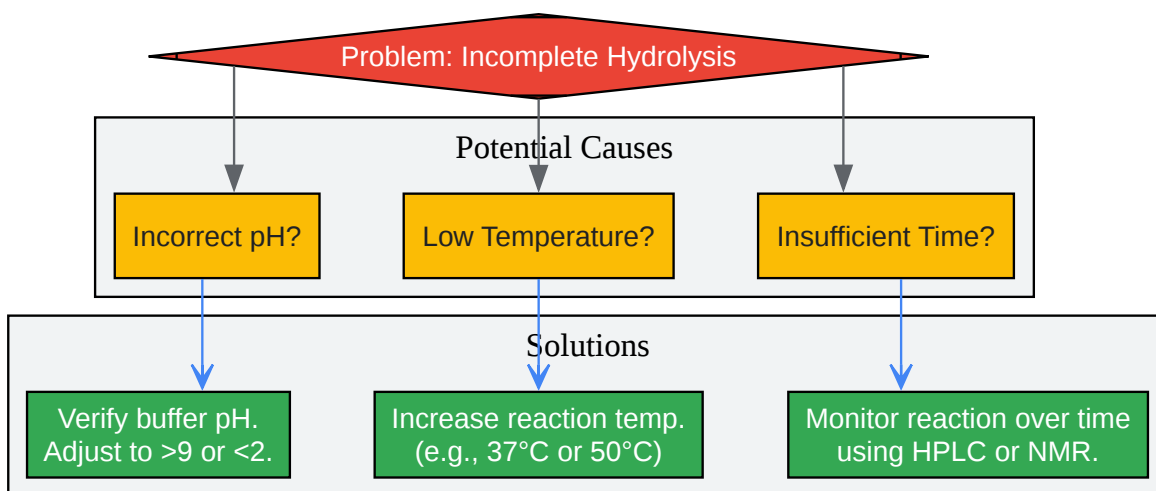 Problem: Incomplete Hydrolysis
Potential Causes
Incorrect pH?
Low Temperature?
Insufficient Time?
Solutions
Verify buffer pH.
Adjust to >9 or <2.
Increase reaction temp.
(e.g., 37°C or 50°C)
Monitor reaction over time
using HPLC or NMR.